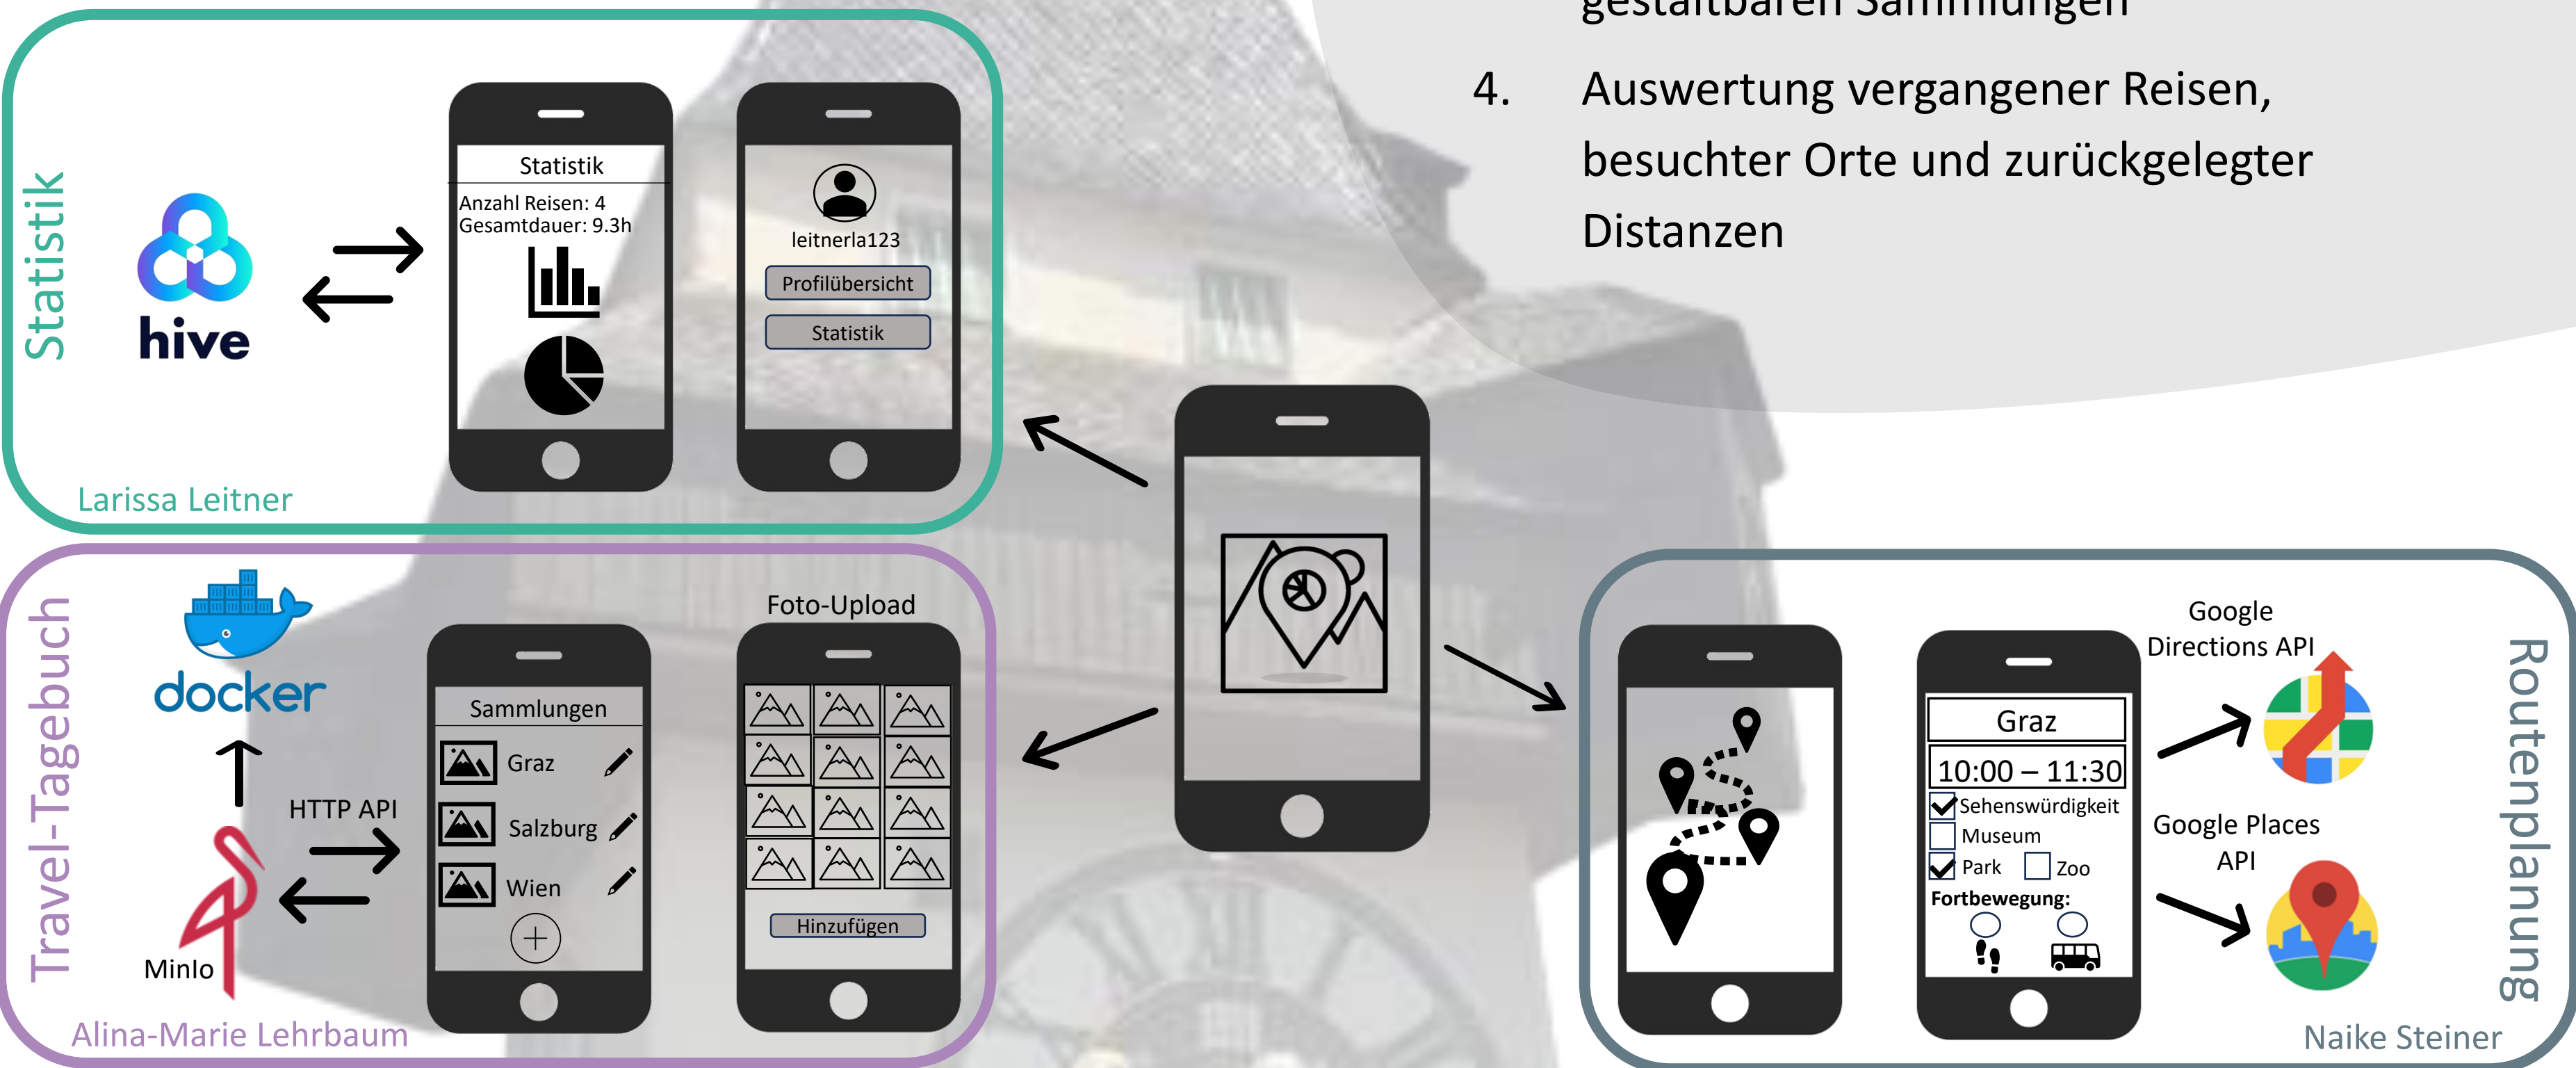 gestaltbaren Sammlungen
4. Auswertung vergangener Reisen,
besuchter Orte und zurückgelegter
Distanzen
Statistik
hive
Statistik
Anzahl Reisen: 4
Gesamtdauer: 9.3h
leitnerla123
Profilübersicht
Statistik
Larissa Leitner
Travel-Tagebuch
docker
HTTP API
MinIo
Sammlungen
Graz
Salzburg
Wien
Foto-Upload
Hinzufügen
Alina-Marie Lehrbaum
Graz
10:00 – 11:30
Sehenswürdigkeit
Museum
Park Zoo
Fortbewegung:
Google
Directions API
Google Places
API
Routenplanung
Naike Steiner